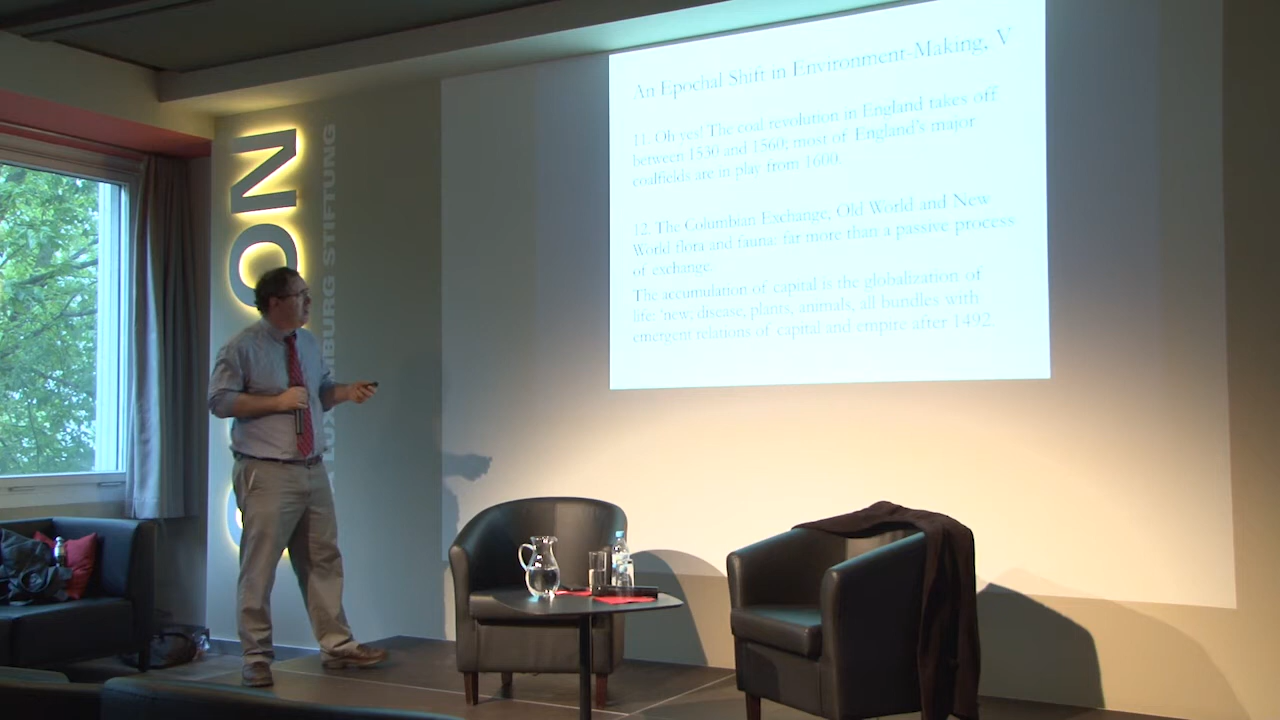 An Epochal Shift in Environment-Making, V
11. Oh yes! The coal revolution in England takes off
between 1530 and 1560; most of England's major
coalfields are in play from 1600.
12. The Columbian Exchange, Old World and New
World flora and fauna: far more than a passive process
of exchange.
The accumulation of capital is the globalization of
life: 'new; disease, plants, animals, all bundles with
emergent relations of capital and empire after 1492
ON
BURG STIFTUNG
LUX